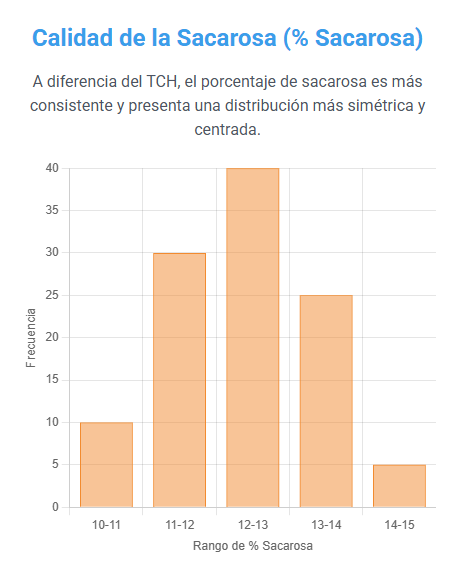 Calidad de la Sacarosa (% Sacarosa)
A diferencia del TCH, el porcentaje de sacarosa es más
consistente y presenta una distribución más simétrica y
centrada.
40
35
30
25
20
15
10
5
0
Frecuencia
10-11
11-12
12-13
13-14
14-15
Rango de % Sacarosa